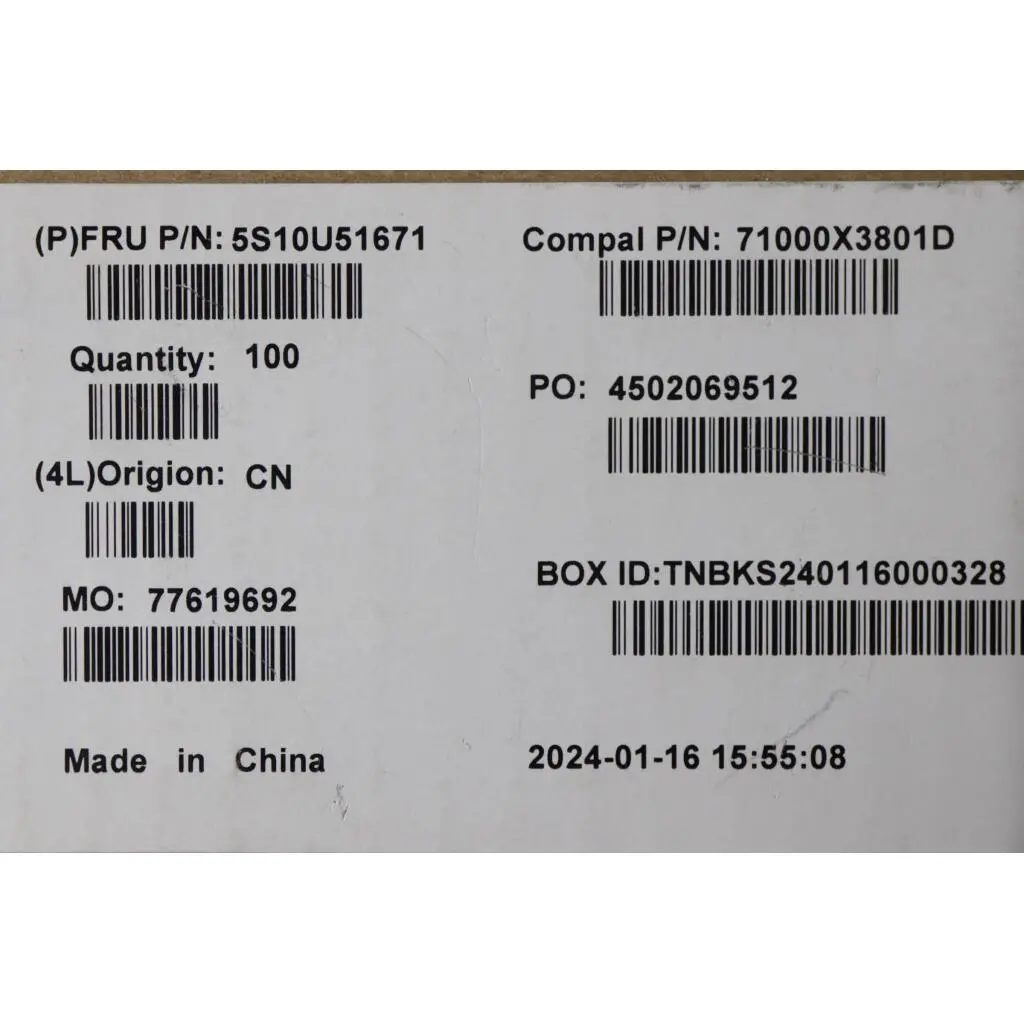 (P)FRU P/N: 5S10U51671
Quantity: 100
(4L)Origion: CN
MO: 77619692
Made in China
Compal P/N: 71000X3801D
PO: 4502069512
BOX ID:TNBKS240116000328
2024-01-16 15:55:08